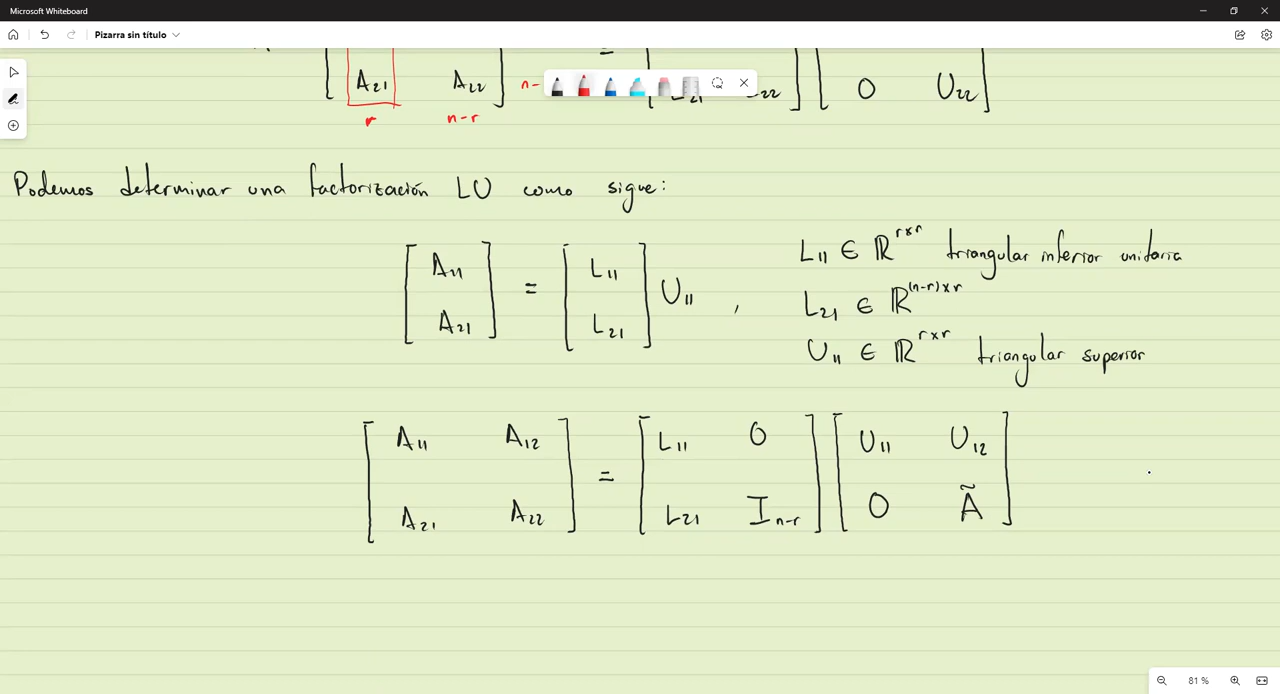 Microsoft Whiteboard
Pizarra sin título
A₂₁ A₂₂ n- 0 U₂₂
r n-r
Podemos determinar una factorización LU como sigue:
[A₁₁; A₂₁] = [L₁₁; L₂₁] U₁₁ ,
L₁₁ ∈ ℝ^{r×r} triangular inferior unitaria
L₂₁ ∈ ℝ^{(n-r)×r}
U₁₁ ∈ ℝ^{r×r} triangular superior
[A₁₁ A₁₂; A₂₁ A₂₂] = [L₁₁ 0; L₂₁ I_{n-r}] [U₁₁ U₁₂; 0 Ã]
81 %